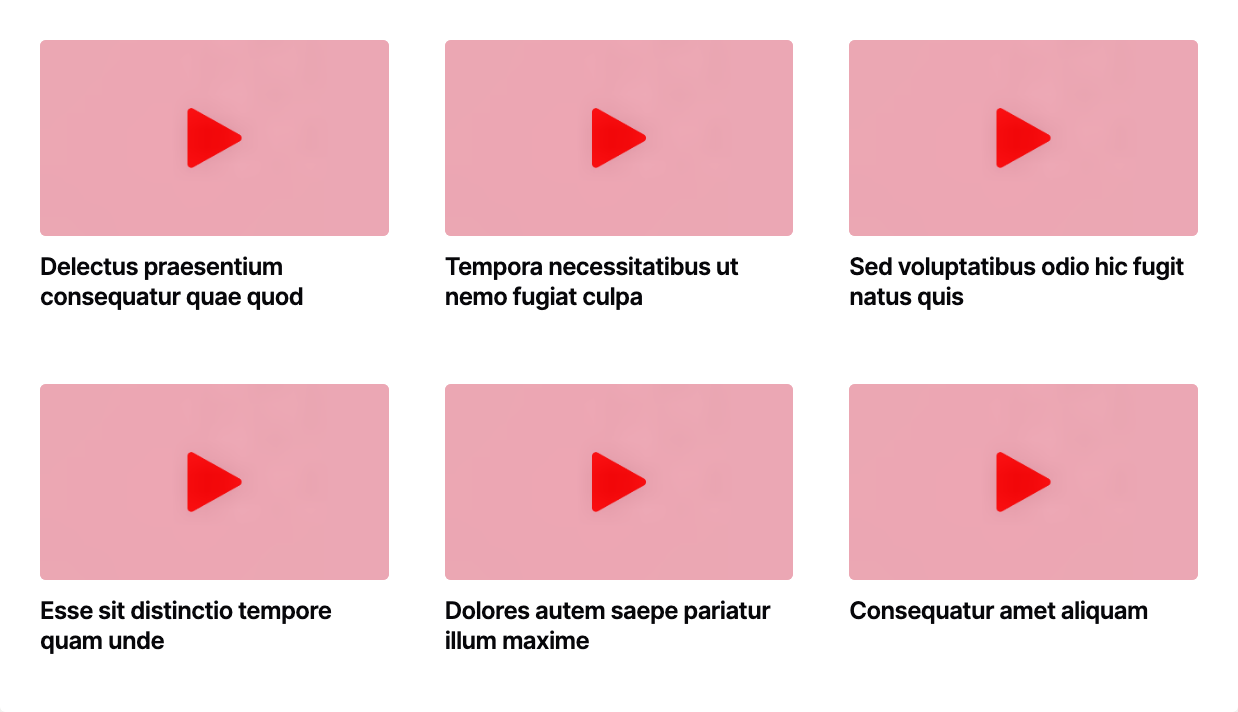 Delectus praesentium
consequatur quae quod
Tempora necessitatibus ut
nemo fugiat culpa
Sed voluptatibus odio hic fugit
natus quis
Esse sit distinctio tempore
quam unde
Dolores autem saepe pariatur
illum maxime
Consequatur amet aliquam